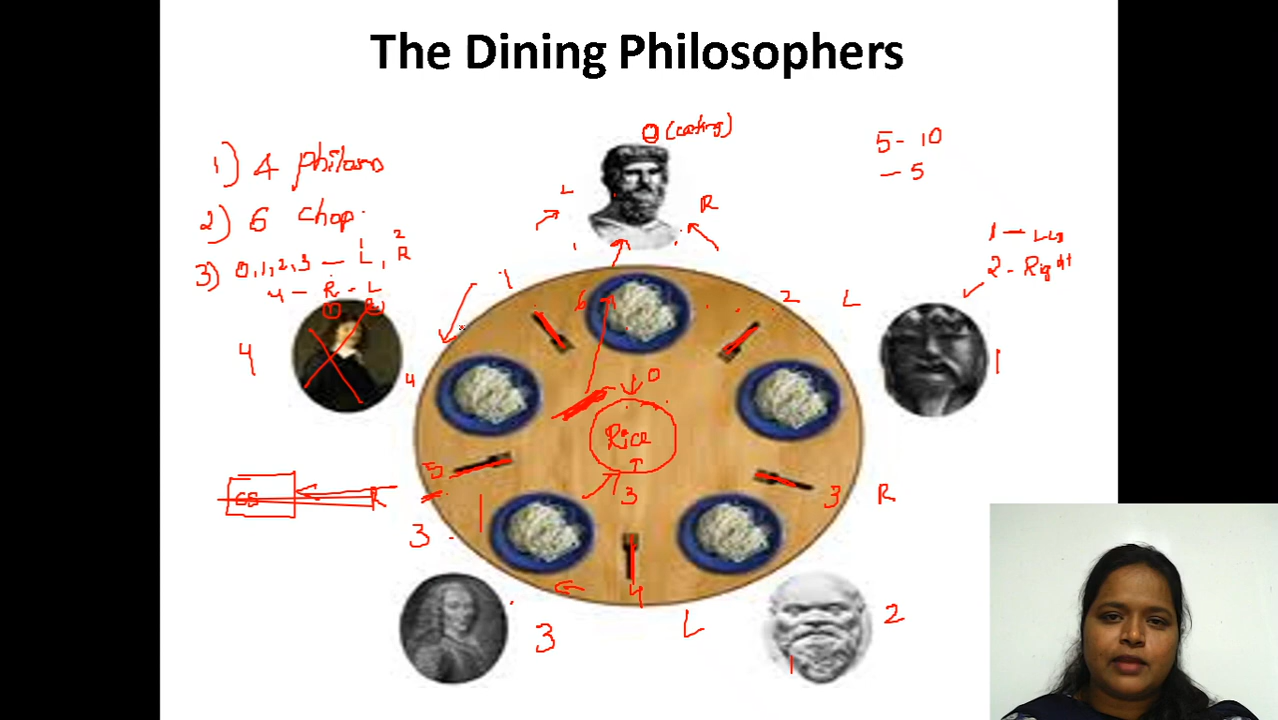 The Dining Philosophers
0 (eating)
5 - 10
- 5
1) 4 philoso
2) 6 chop.
3) 0,1,2,3 - L, R
1 2
4 - R - L
1
2 - Right
L
R
1
6
2 L
4
4
1
0
Rice
5
3
3 R
3
4
L
3
2